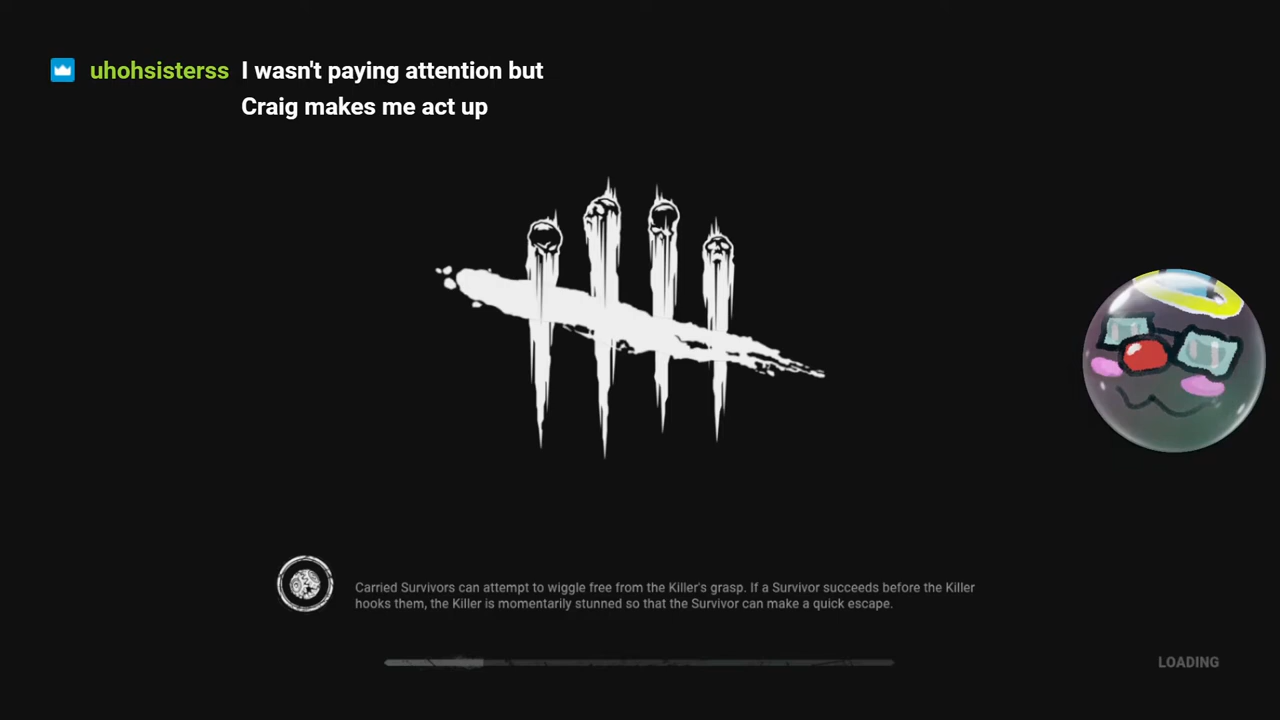 uhohsisterss I wasn't paying attention but
Craig makes me act up
Carried Survivors can attempt to wiggle free from the Killer's grasp. If a Survivor succeeds before the Killer
hooks them, the Killer is momentarily stunned so that the Survivor can make a quick escape.
LOADING